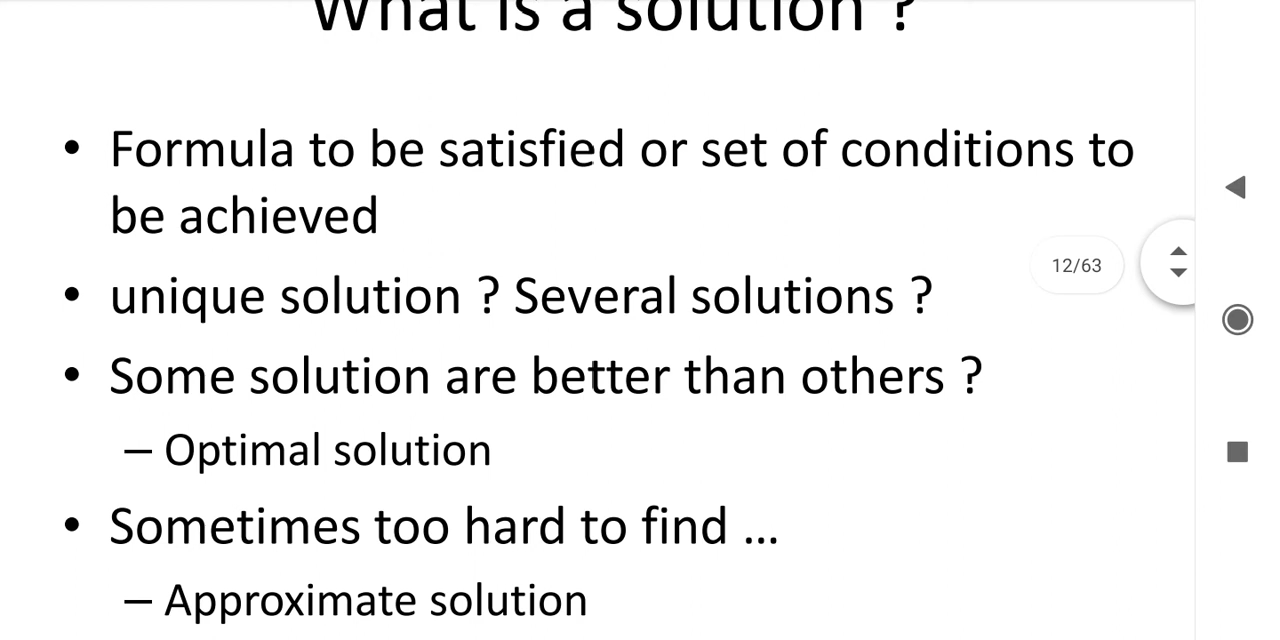 What is a solution ?
• Formula to be satisfied or set of conditions to
be achieved
12/63
• unique solution ? Several solutions ?
• Some solution are better than others ?
– Optimal solution
• Sometimes too hard to find ...
– Approximate solution